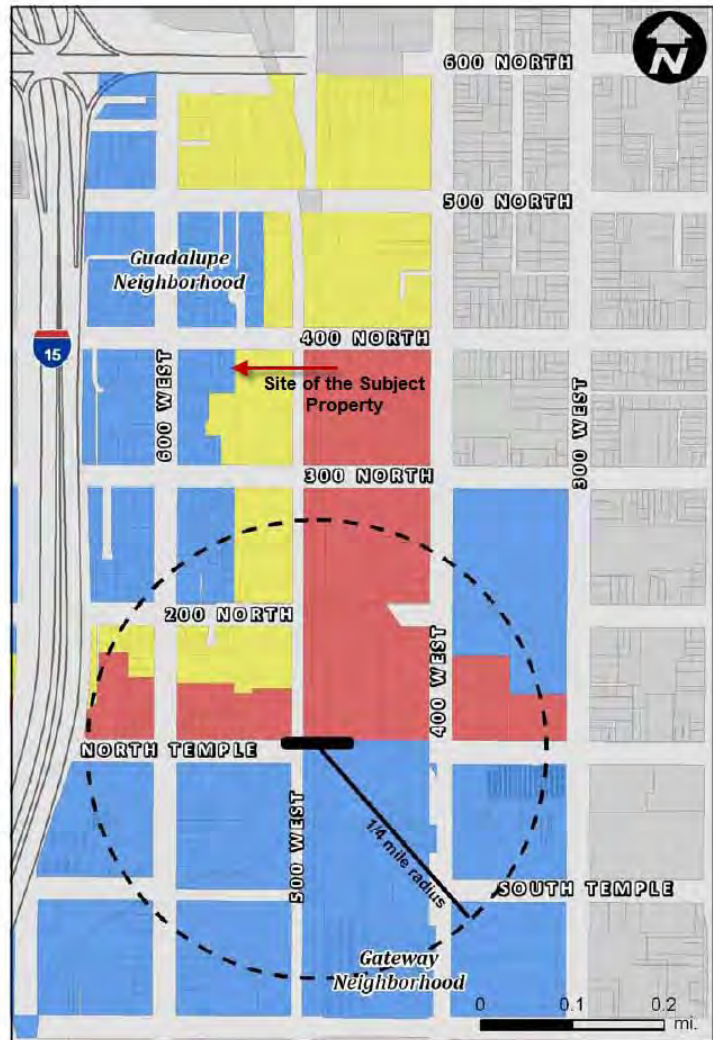 N
600 NORTH
500 NORTH
Guadalupe
Neighborhood
400 NORTH
15
Site of the Subject
Property
600 WEST
300 WEST
300 NORTH
200 NORTH
400 WEST
NORTH TEMPLE
500 WEST
1/4 mile radius
SOUTH TEMPLE
Gateway
Neighborhood
0 0.1 0.2
mi.